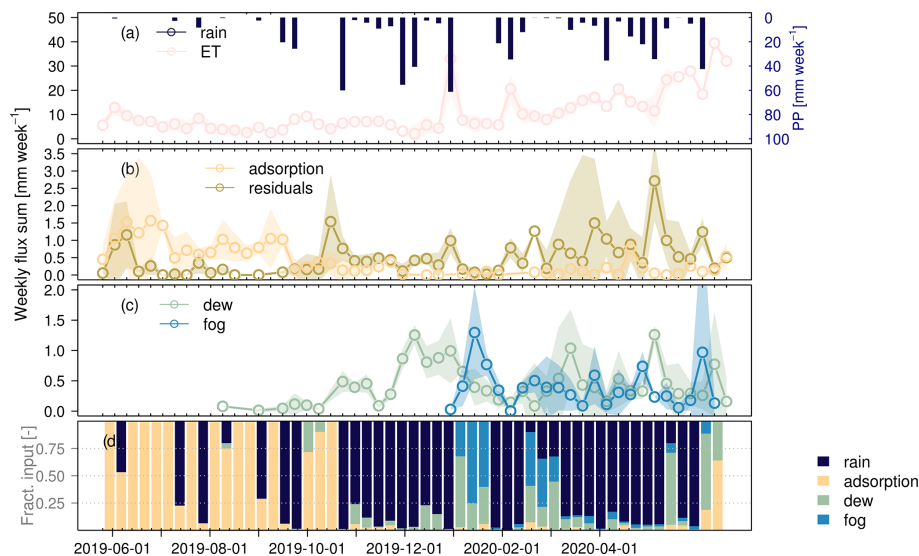 (a)
rain
ET
50
40
30
20
10
0
0
20
40
60
80
100
PP [mm week⁻¹]
Weekly flux sum [mm week⁻¹]
(b)
adsorption
residuals
3.5
3.0
2.5
2.0
1.5
1.0
0.5
0.0
(c)
dew
fog
2.0
1.5
1.0
0.5
0.0
(d
Fract. input [-]
0.75
0.50
0.25
2019-06-01 2019-08-01 2019-10-01 2019-12-01 2020-02-01 2020-04-01
rain
adsorption
dew
fog